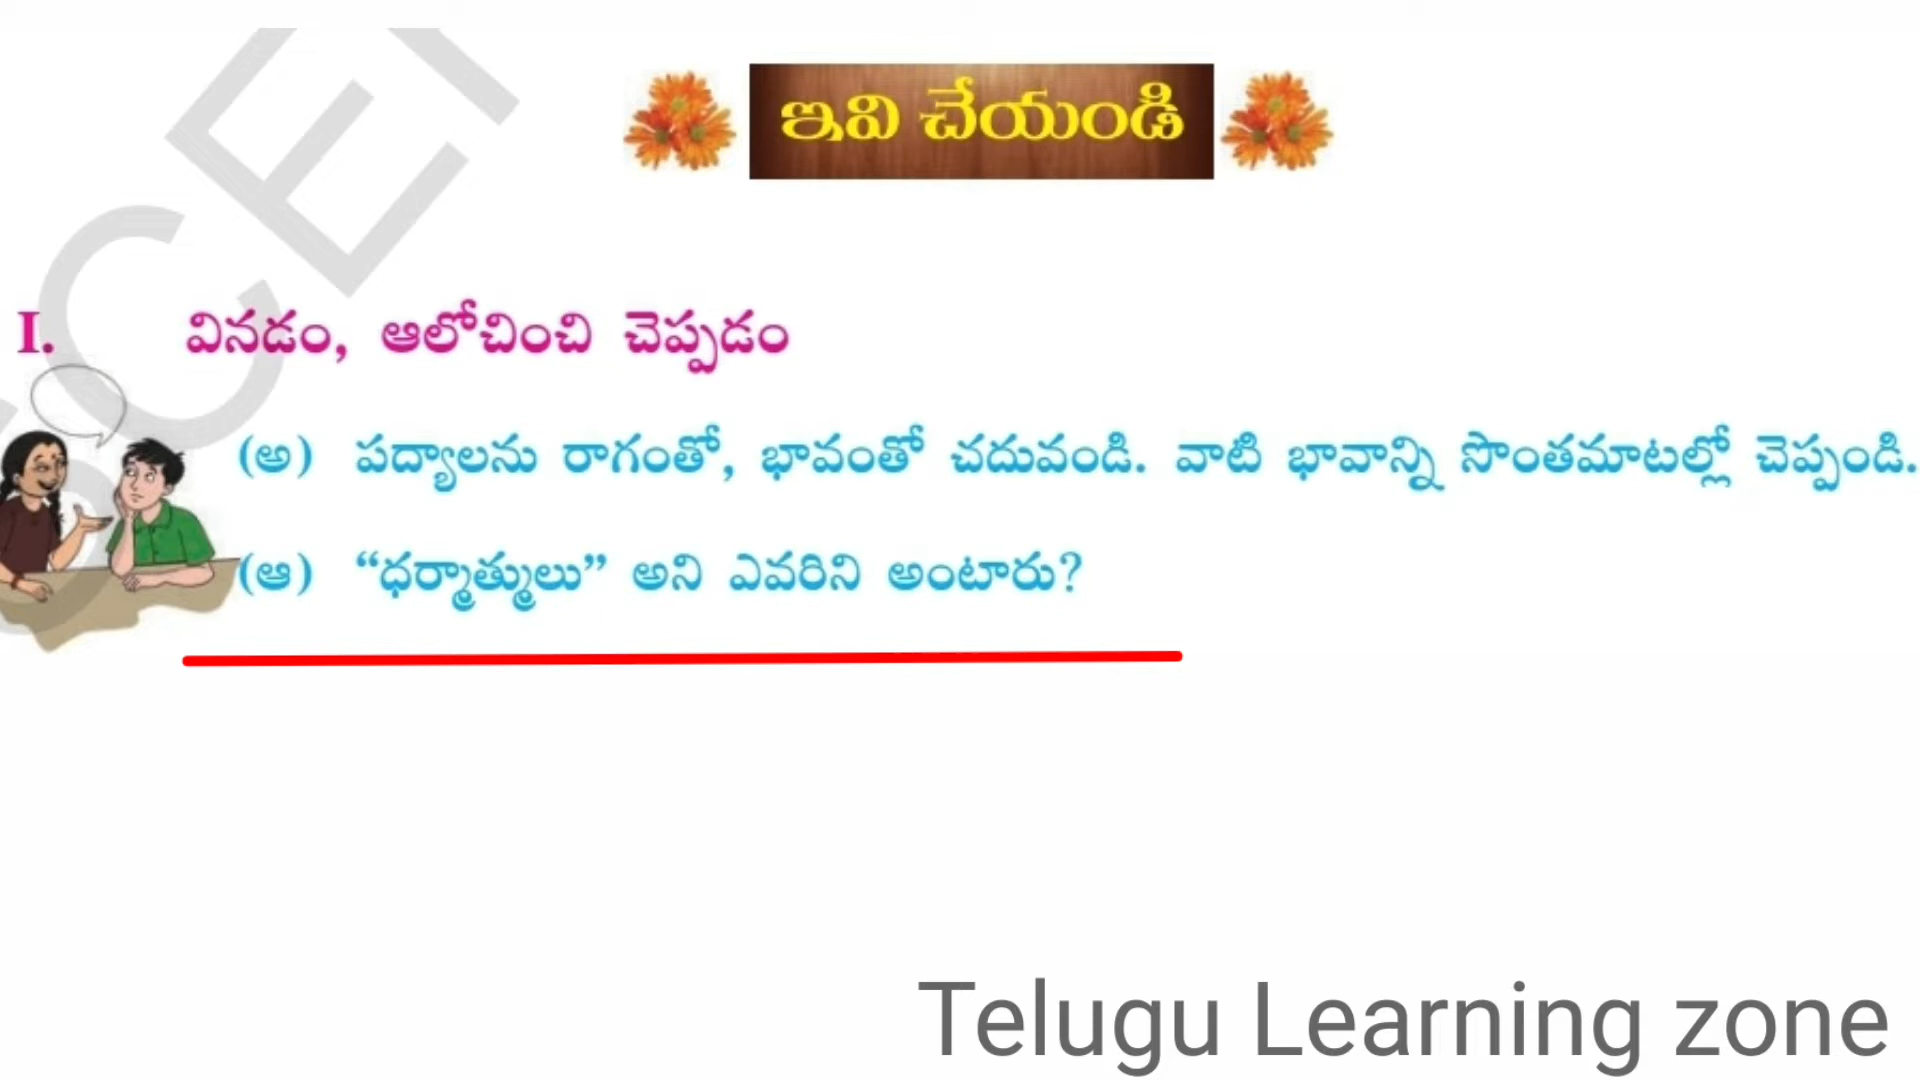 ఇవి చేయండి
I. వినడం, ఆలోచించి చెప్పడం
(అ) పద్యాలను రాగంతో, భావంతో చదువండి. వాటి భావాన్ని సొంతమాటల్లో చెప్పండి.
(ఆ) “ధర్మాత్ములు” అని ఎవరిని అంటారు?
Telugu Learning zone